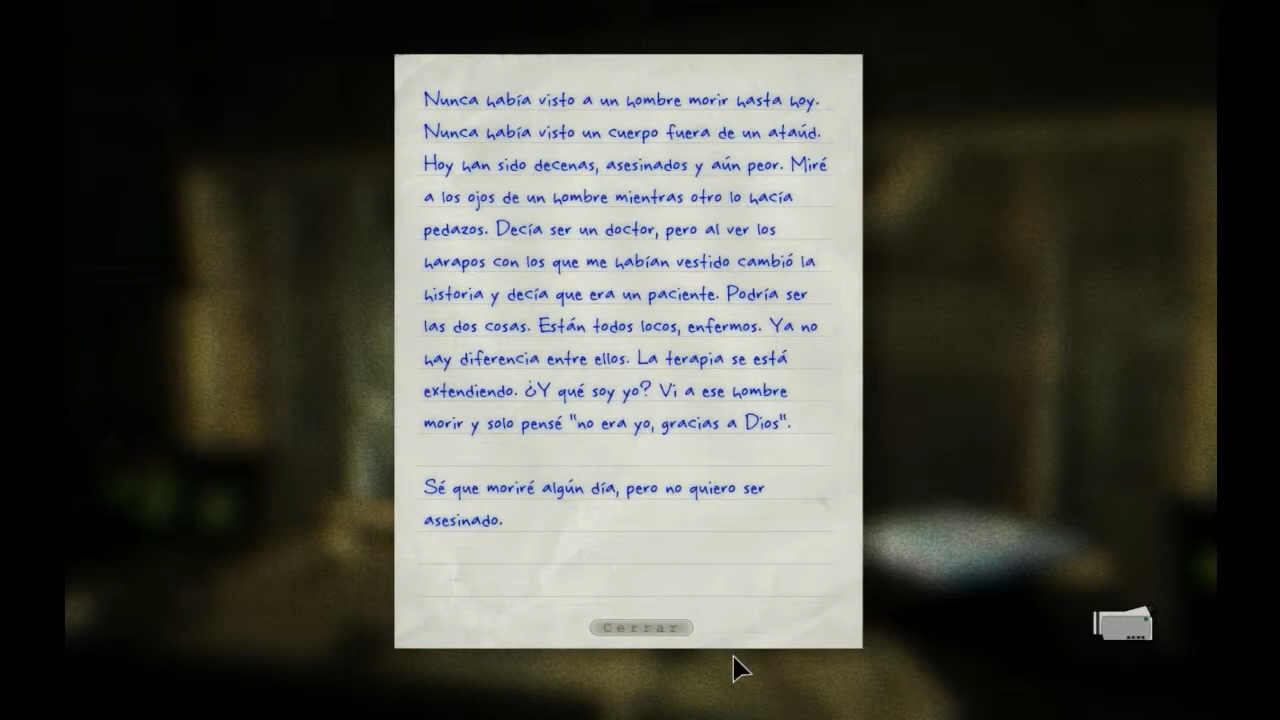 Nunca había visto a un hombre morir hasta hoy.
Nunca había visto un cuerpo fuera de un ataúd.
Hoy han sido decenas, asesinados y aún peor. Miré
a los ojos de un hombre mientras otro lo hacía
pedazos. Decía ser un doctor, pero al ver los
harapos con los que me habían vestido cambió la
historia y decía que era un paciente. Podría ser
las dos cosas. Están todos locos, enfermos. Ya no
hay diferencia entre ellos. La terapia se está
extendiendo. ¿Y qué soy yo? Vi a ese hombre
morir y solo pensé "no era yo, gracias a Dios".
Sé que moriré algún día, pero no quiero ser
asesinado.
Cerrar